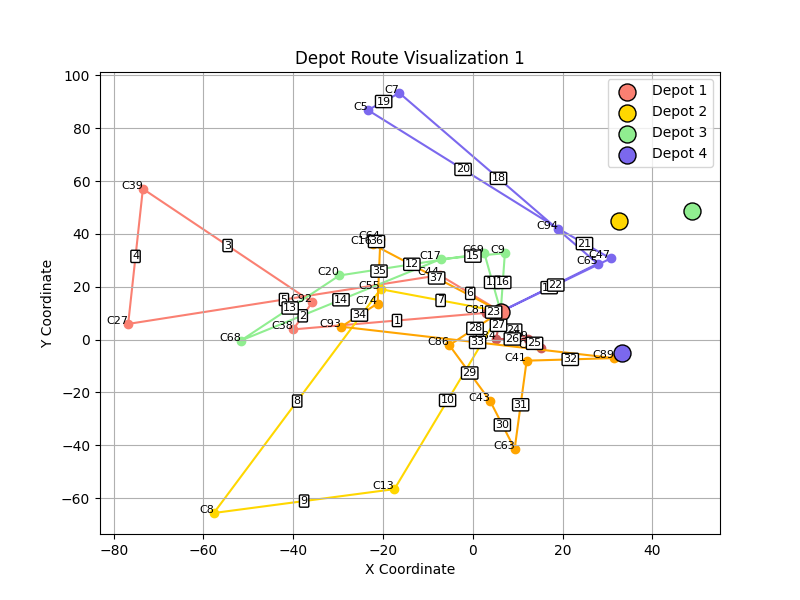 Depot Route Visualization 1
Depot 1
Depot 2
Depot 3
Depot 4
Y Coordinate
X Coordinate
100
80
60
40
20
0
−20
−40
−60
−80
−60
−40
−20
0
20
40
C7
C5
19
20
18
C39
C94
21
C47
C65
22
C64
C16
36
3
4
C17
C69
C9
15
12
C44
37
35
C20
16
C55
6
7
5
C92
13
14
C74
2
34
C81
23
C27
C38
1
C93
27
28
24
C68
C86
33
26
25
C41
32
C89
29
8
10
C43
31
30
C63
C13
9
C8